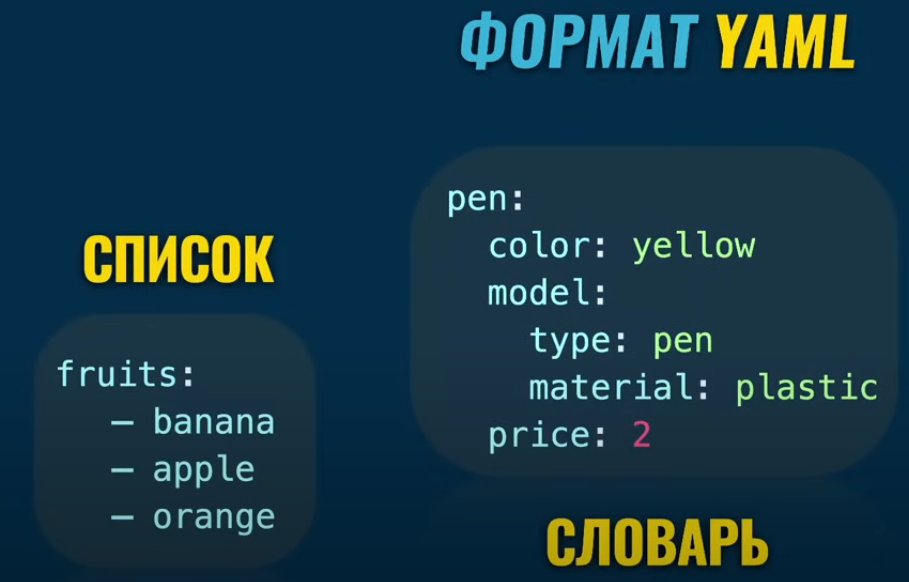 ФОРМАТ YAML
СПИСОК
fruits:
  – banana
  – apple
  – orange
pen:
  color: yellow
  model:
    type: pen
    material: plastic
  price: 2
СЛОВАРЬ